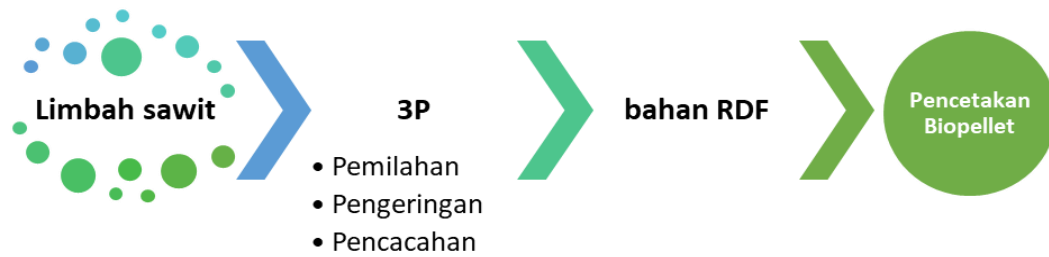 Limbah sawit
3P
• Pemilahan
• Pengeringan
• Pencacahan
bahan RDF
Pencetakan
Biopellet